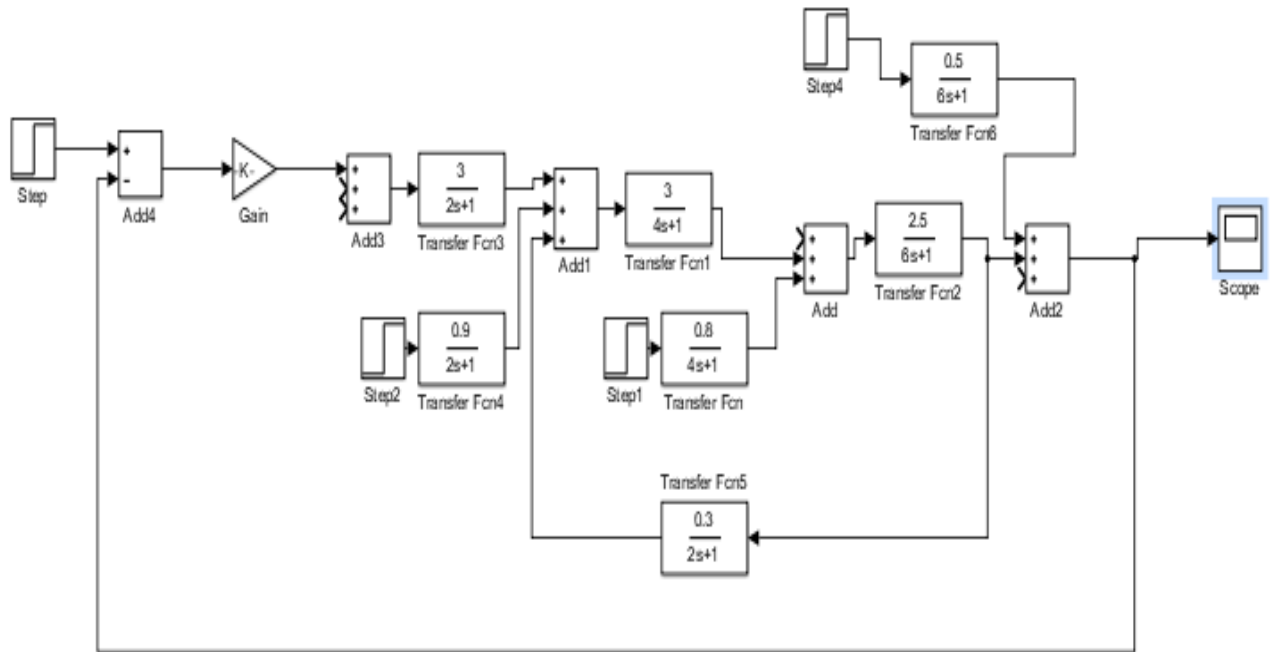 Step
+
−
Add4
-K-
Gain
+
+
+
Add3
3
2s+1
Transfer Fcn3
+
+
+
Add1
3
4s+1
Transfer Fcn1
+
+
+
Add
2.5
6s+1
Transfer Fcn2
Step4
0.5
6s+1
Transfer Fcn6
+
+
+
Add2
Scope
Step2
0.9
2s+1
Transfer Fcn4
Step1
0.8
4s+1
Transfer Fcn
Transfer Fcn5
0.3
2s+1